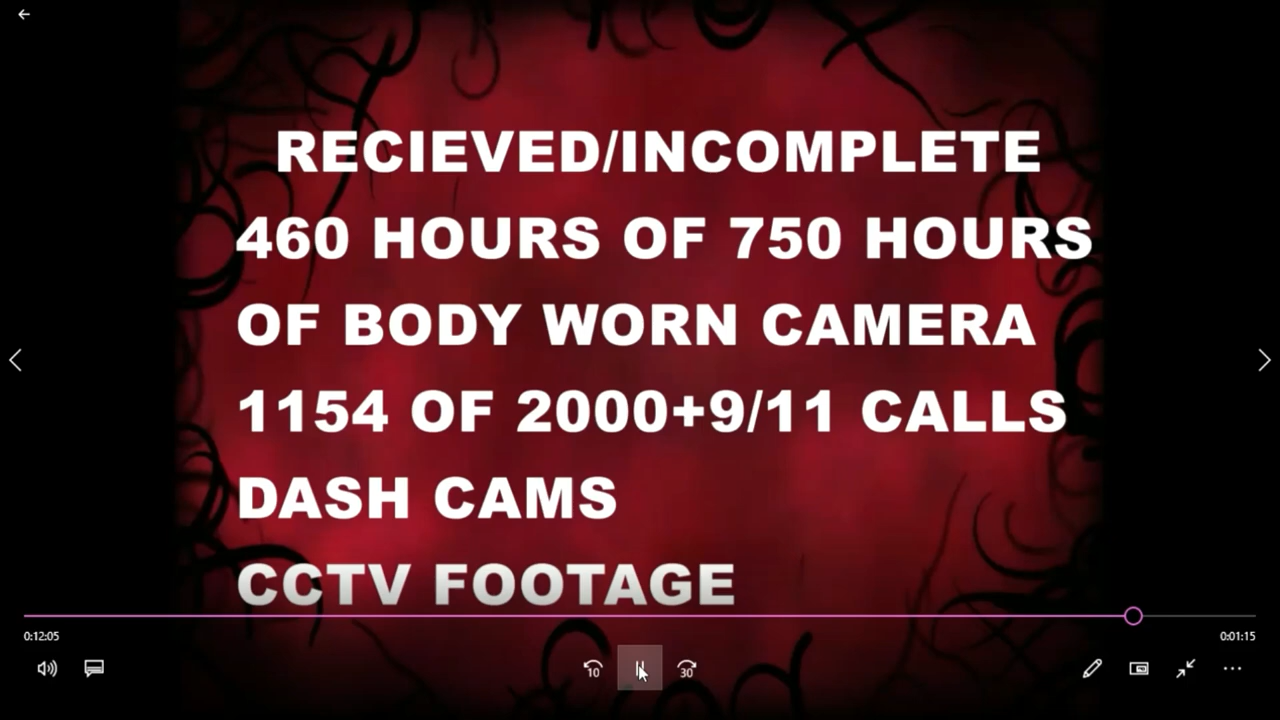 RECIEVED/INCOMPLETE
460 HOURS OF 750 HOURS
OF BODY WORN CAMERA
1154 OF 2000+9/11 CALLS
DASH CAMS
CCTV FOOTAGE
0:12:05
0:01:15
10
30